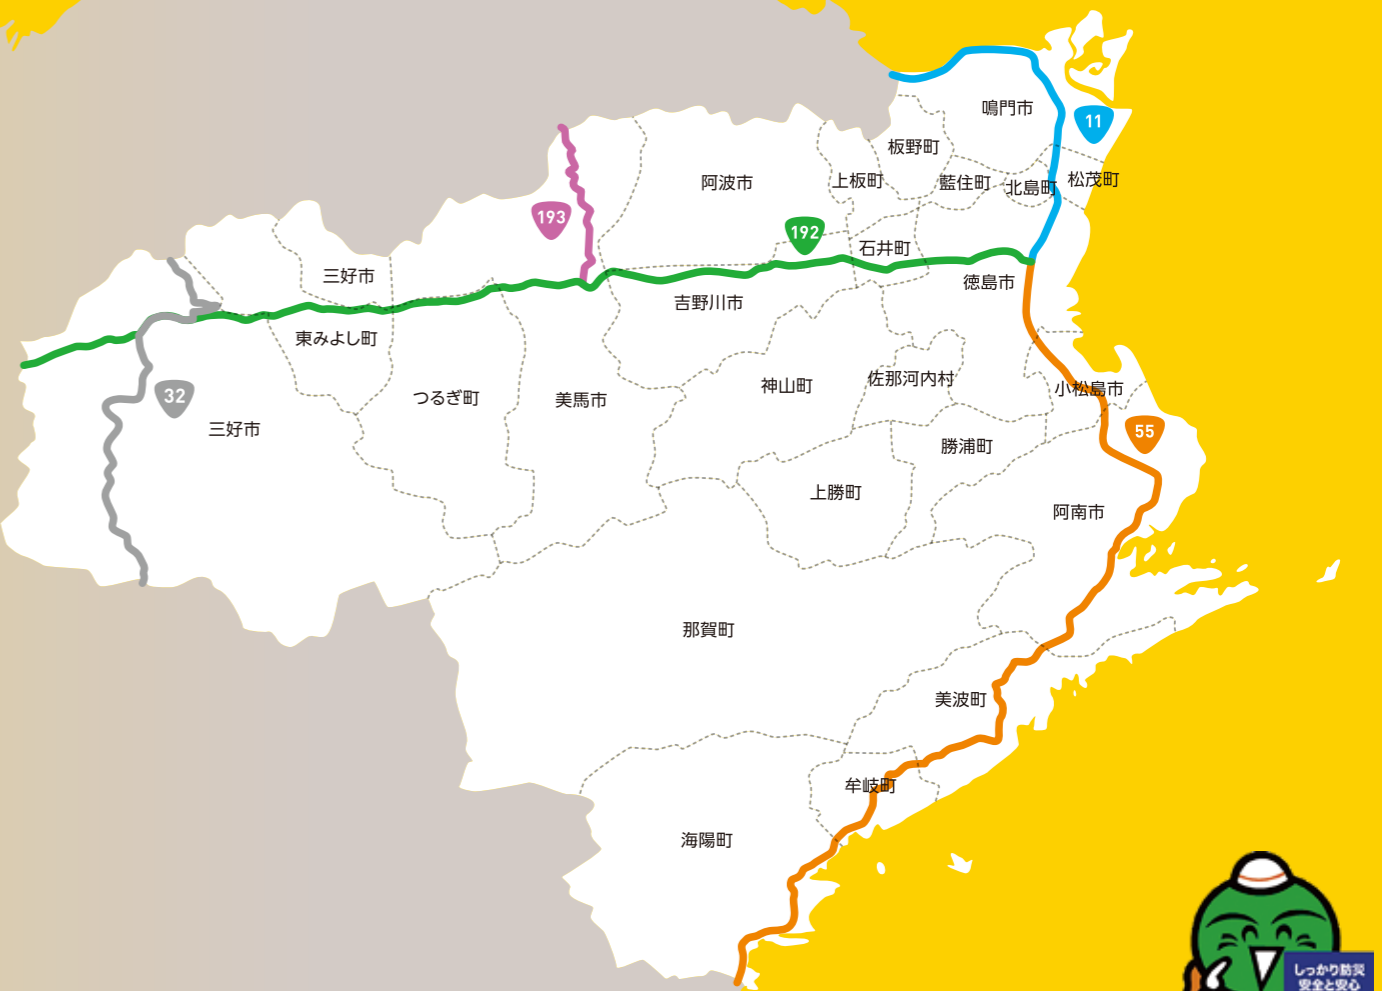 鳴門市
11
板野町
松茂町
阿波市
上板町
藍住町
北島町
193
192
石井町
三好市
徳島市
吉野川市
東みよし町
佐那河内村
神山町
小松島市
32
つるぎ町
美馬市
三好市
55
勝浦町
上勝町
阿南市
那賀町
美波町
牟岐町
海陽町
しっかり防災
安全と安心